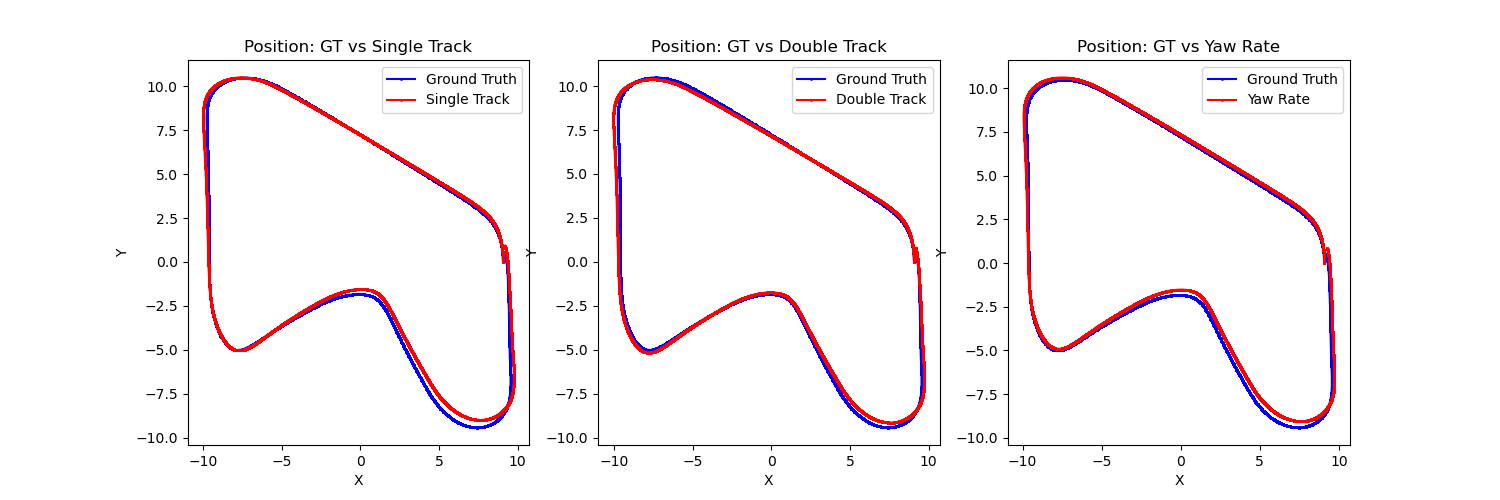 Position: GT vs Single Track
Ground Truth
Single Track
10.0
7.5
5.0
2.5
0.0
−2.5
−5.0
−7.5
−10.0
Y
−10
−5
0
5
10
X
Position: GT vs Double Track
Ground Truth
Double Track
10.0
7.5
5.0
2.5
0.0
−2.5
−5.0
−7.5
−10.0
Y
−10
−5
0
5
10
X
Position: GT vs Yaw Rate
Ground Truth
Yaw Rate
10.0
7.5
5.0
2.5
0.0
−2.5
−5.0
−7.5
−10.0
Y
−10
−5
0
5
10
X